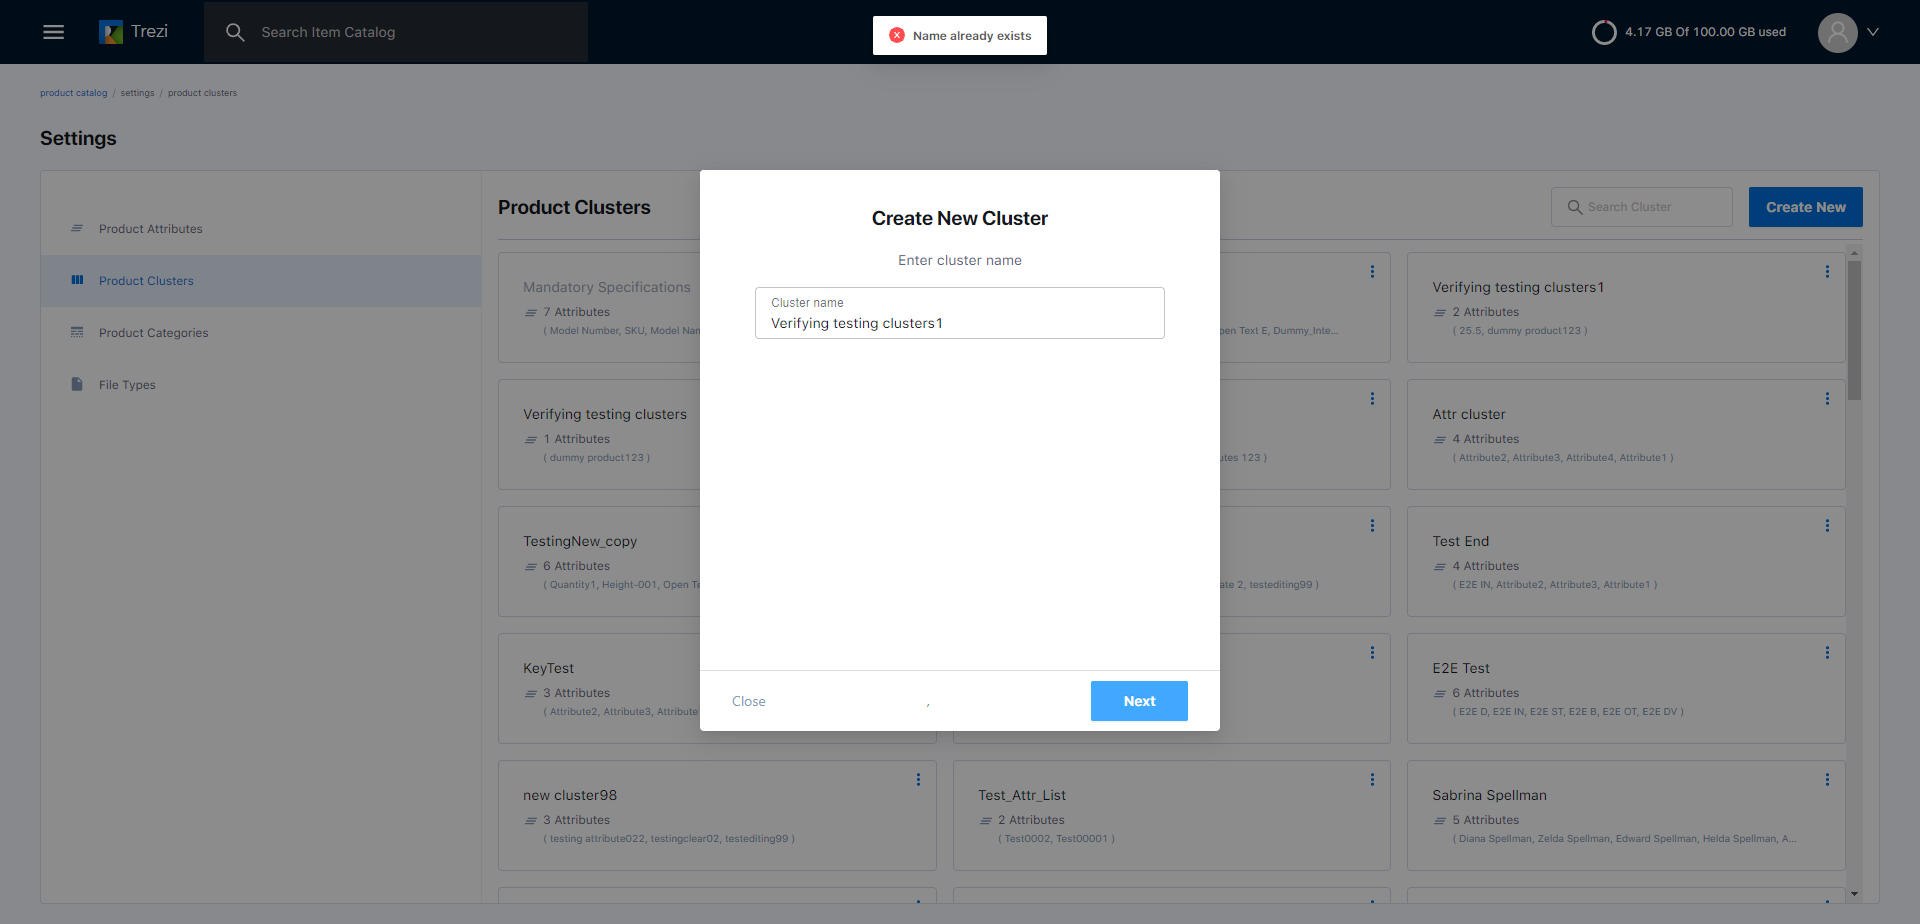 Trezi
Search Item Catalog
Name already exists
4.17 GB Of 100.00 GB used
product catalog / settings / product clusters
Settings
Product Attributes
Product Clusters
Product Categories
File Types
Product Clusters
Search Cluster
Create New
Mandatory Specifications
7 Attributes
( Model Number, SKU, Model Nam
pen Text E, Dummy_Inte...
Verifying testing clusters1
2 Attributes
( 25.5, dummy product123 )
Verifying testing clusters
1 Attributes
( dummy product123 )
utes 123 )
Attr cluster
4 Attributes
( Attribute2, Attribute3, Attribute4, Attribute1 )
TestingNew_copy
6 Attributes
( Quantity1, Height-001, Open Te
ate 2, testediting99 )
Test End
4 Attributes
( E2E IN, Attribute2, Attribute3, Attribute1 )
KeyTest
3 Attributes
( Attribute2, Attribute3, Attribute
E2E Test
6 Attributes
( E2E D, E2E IN, E2E ST, E2E B, E2E OT, E2E DV )
new cluster98
3 Attributes
( testing attribute022, testingclear02, testediting99 )
Test_Attr_List
2 Attributes
( Test0002, Test00001 )
Sabrina Spellman
5 Attributes
( Diana Spellman, Zelda Spellman, Edward Spellman, Helda Spellman, A...
Create New Cluster
Enter cluster name
Cluster name
Verifying testing clusters1
Close
,
Next